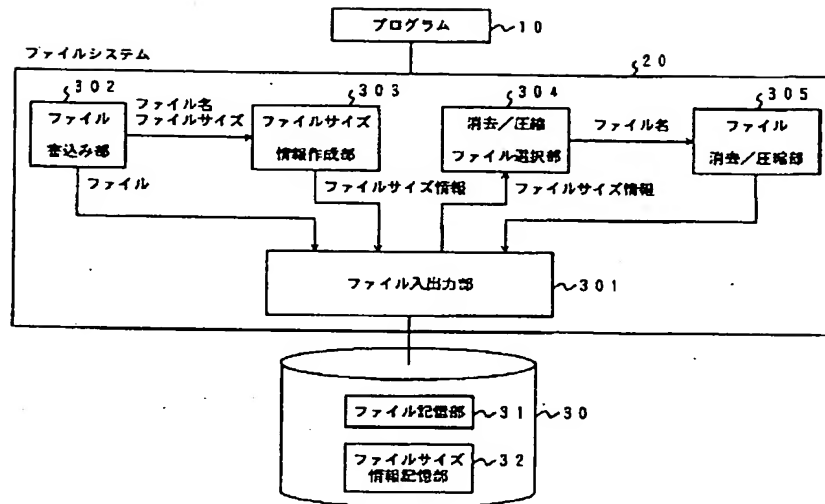 プログラム
10
ファイルシステム
20
302
ファイル
書込み部
ファイル名
ファイルサイズ
303
ファイルサイズ
情報作成部
304
消去/圧縮
ファイル選択部
ファイル名
305
ファイル
消去/圧縮部
ファイル
ファイルサイズ情報
ファイルサイズ情報
ファイル入出力部
301
ファイル記憶部
31
30
ファイルサイズ
情報記憶部
32